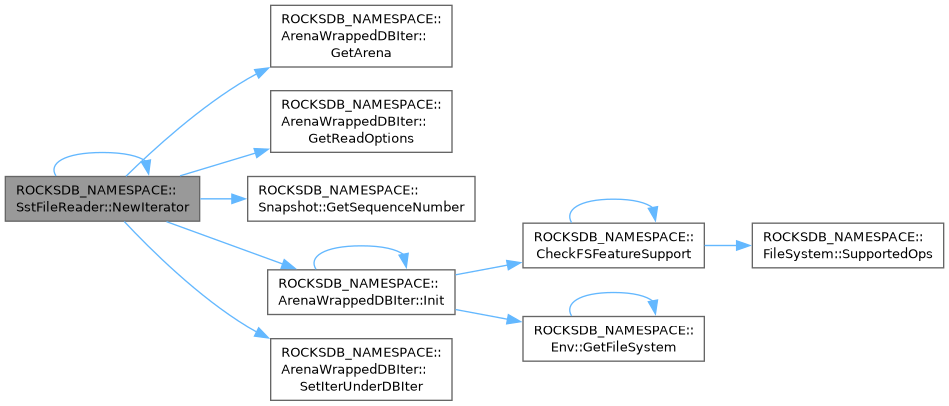 ROCKSDB_NAMESPACE::
SstFileReader::NewIterator
ROCKSDB_NAMESPACE::
ArenaWrappedDBIter::
GetArena
ROCKSDB_NAMESPACE::
ArenaWrappedDBIter::
GetReadOptions
ROCKSDB_NAMESPACE::
Snapshot::GetSequenceNumber
ROCKSDB_NAMESPACE::
ArenaWrappedDBIter::Init
ROCKSDB_NAMESPACE::
ArenaWrappedDBIter::
SetIterUnderDBIter
ROCKSDB_NAMESPACE::
CheckFSFeatureSupport
ROCKSDB_NAMESPACE::
Env::GetFileSystem
ROCKSDB_NAMESPACE::
FileSystem::SupportedOps